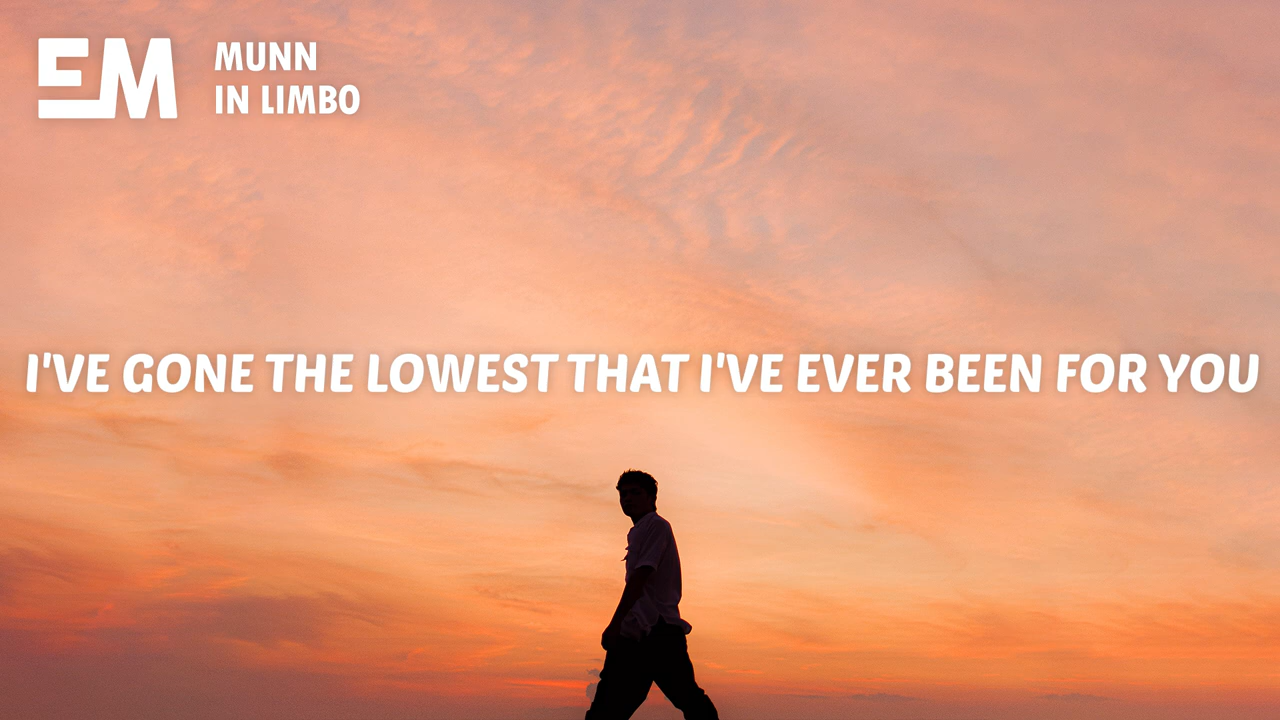 EM
MUNN
IN LIMBO
I'VE GONE THE LOWEST THAT I'VE EVER BEEN FOR YOU